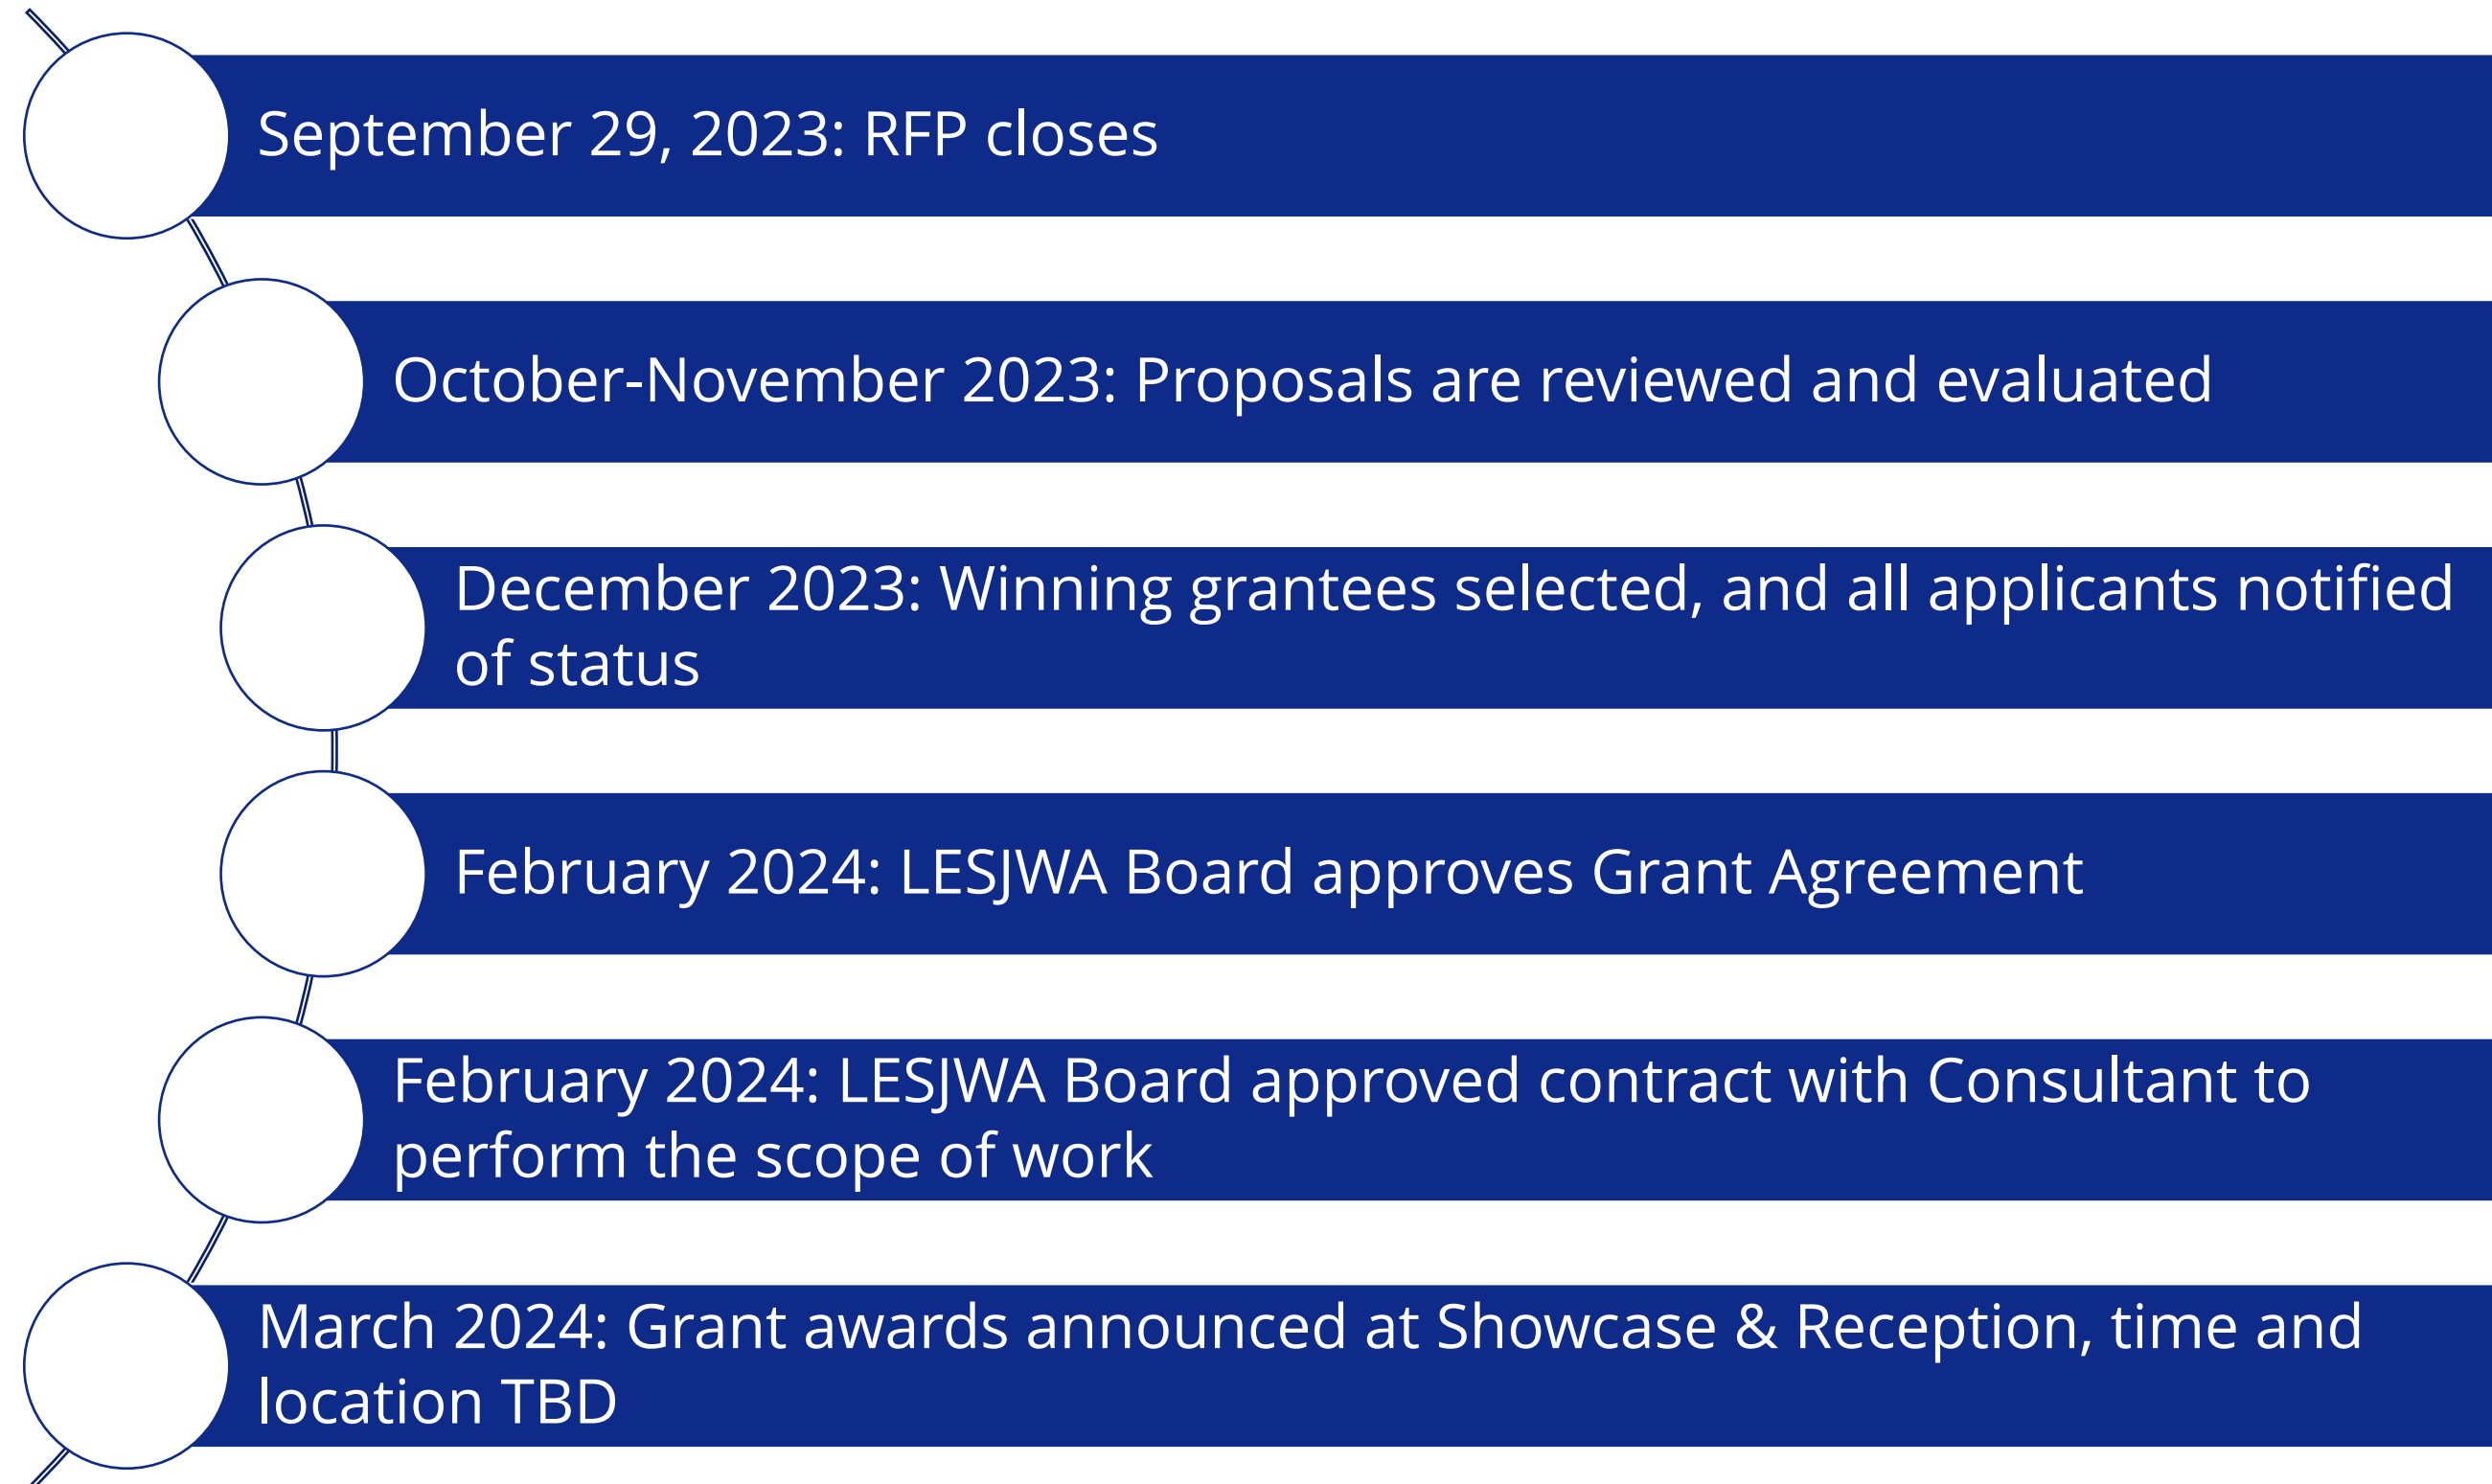 September 29, 2023: RFP closes
October-November 2023: Proposals are reviewed and evaluated
December 2023: Winning grantees selected, and all applicants notified
of status
February 2024: LESJWA Board approves Grant Agreement
February 2024: LESJWA Board approved contract with Consultant to
perform the scope of work
March 2024: Grant awards announced at Showcase & Reception, time and
location TBD